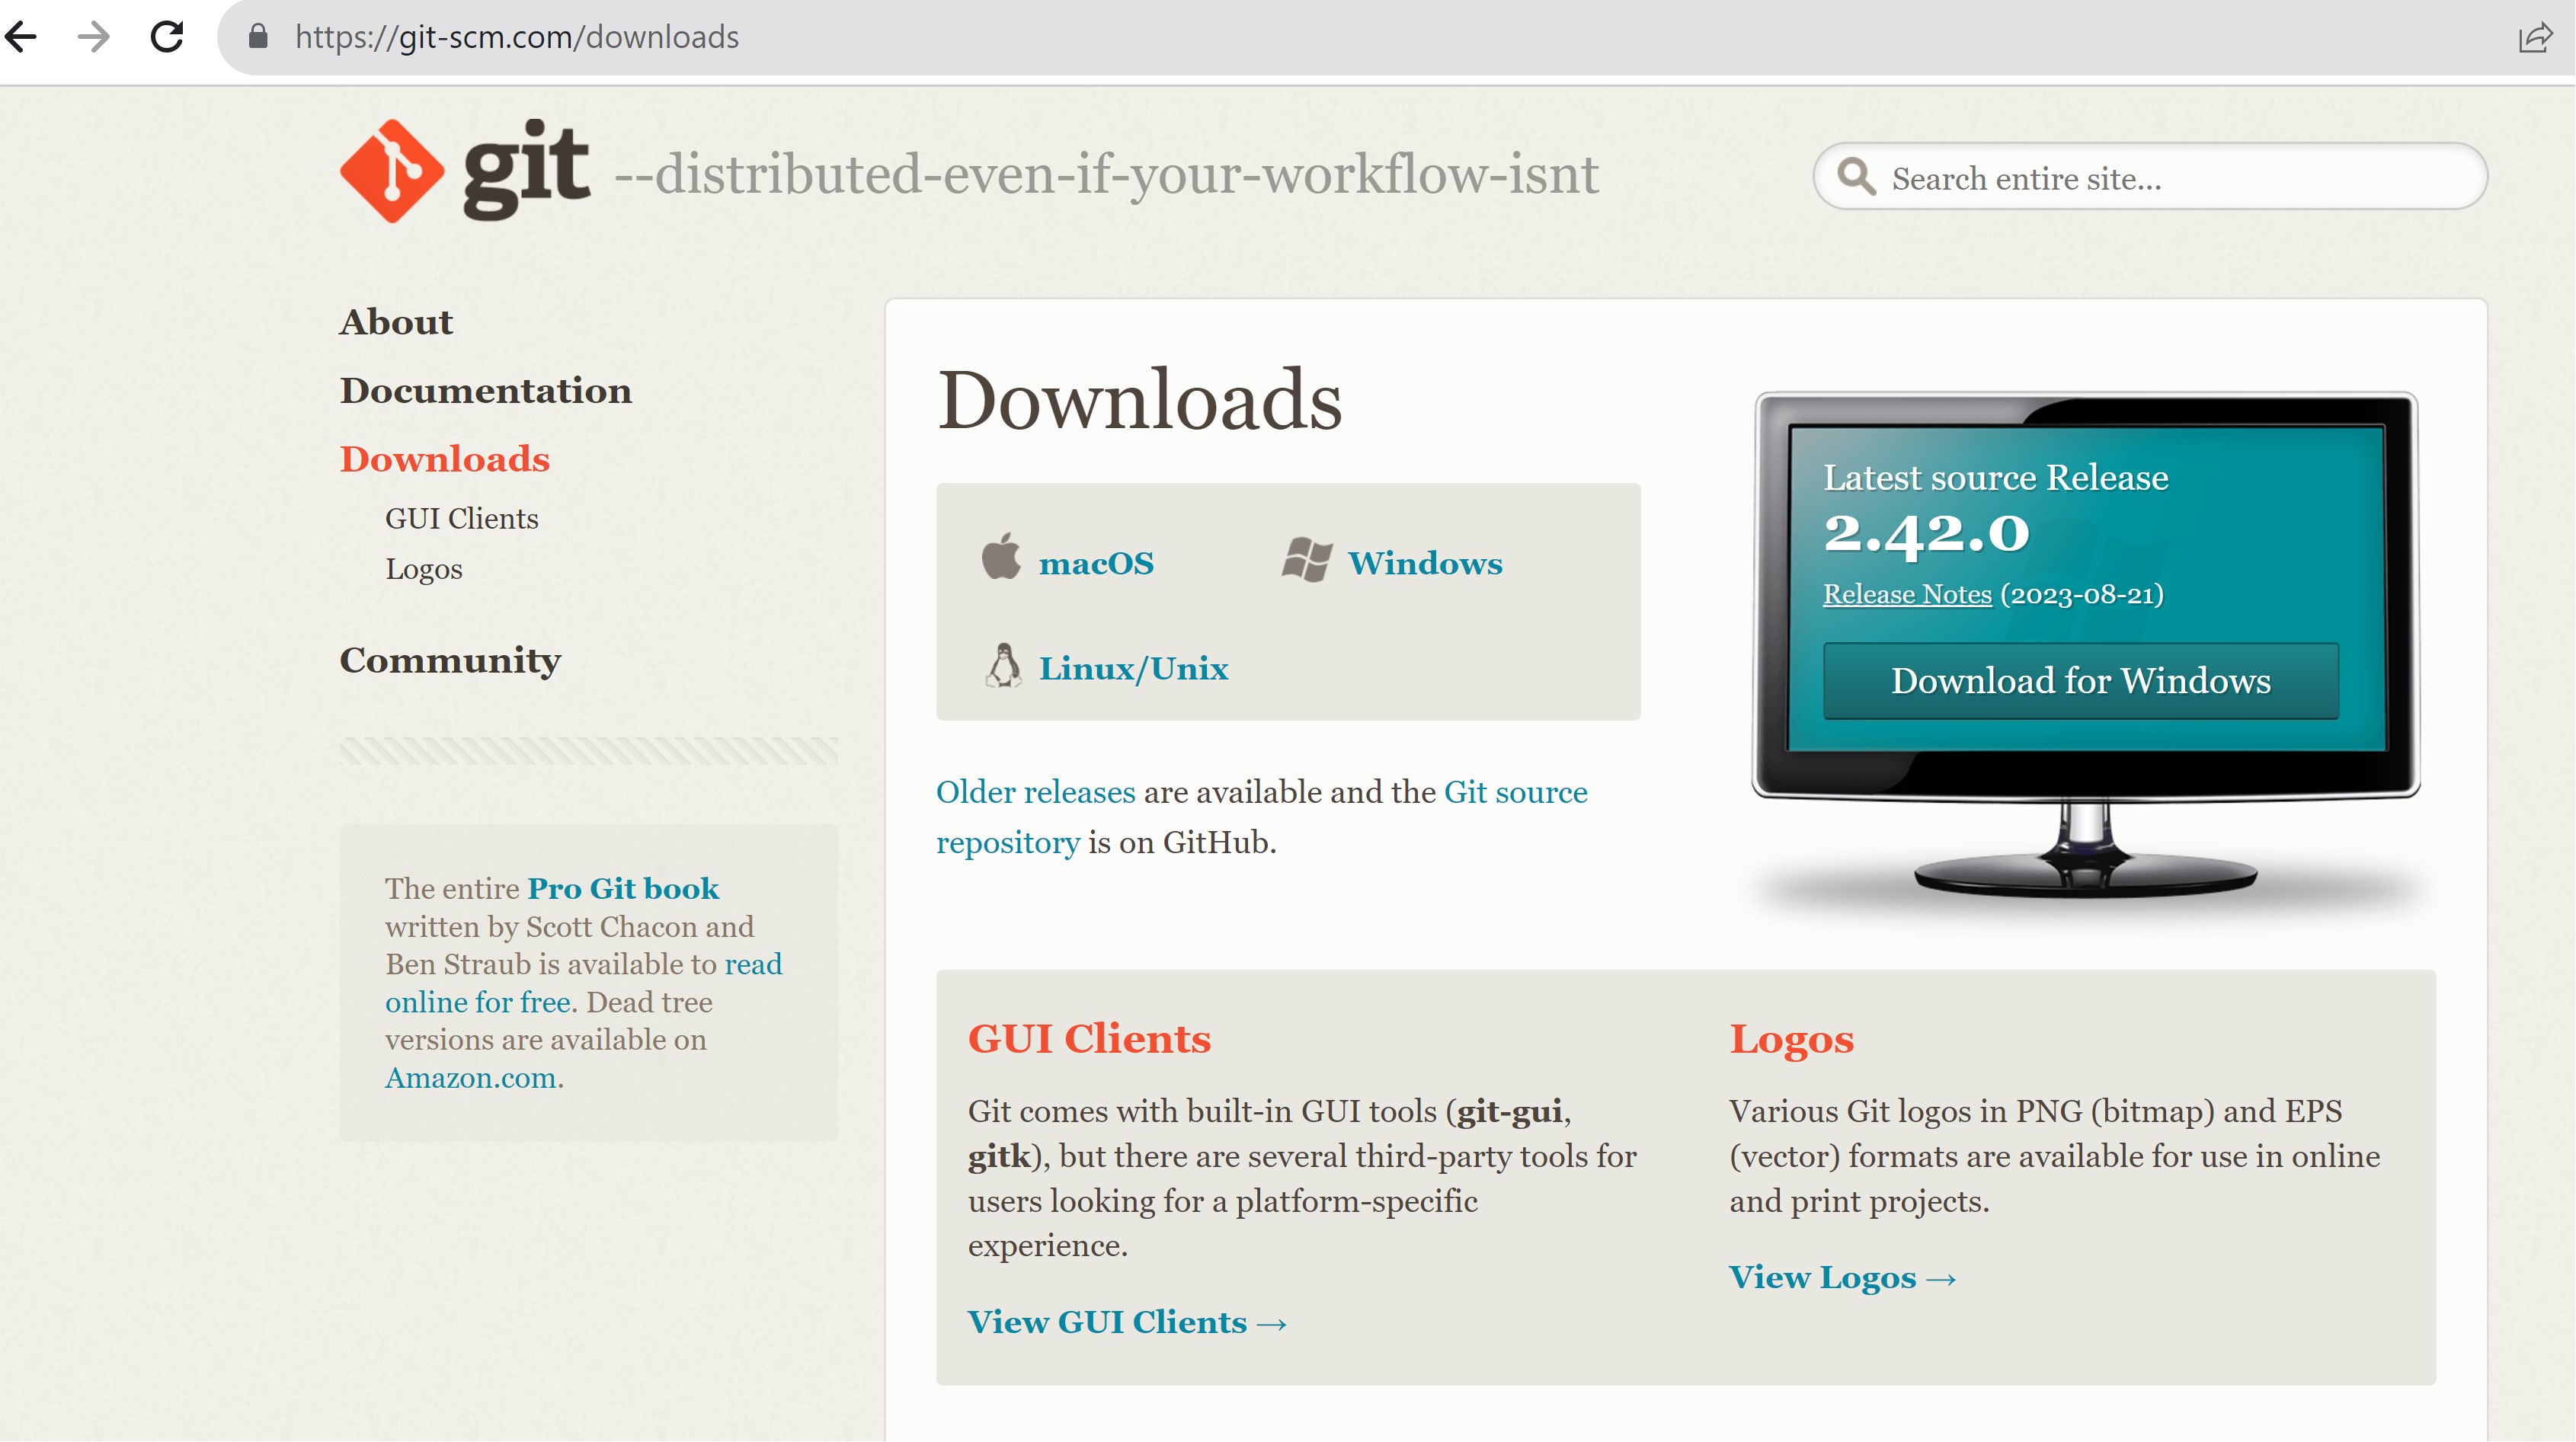 https://git-scm.com/downloads
git --distributed-even-if-your-workflow-isnt
Search entire site...
About
Documentation
Downloads
GUI Clients
Logos
Community
The entire Pro Git book
written by Scott Chacon and
Ben Straub is available to read
online for free. Dead tree
versions are available on
Amazon.com.
Downloads
macOS
Windows
Linux/Unix
Older releases are available and the Git source
repository is on GitHub.
Latest source Release
2.42.0
Release Notes (2023-08-21)
Download for Windows
GUI Clients
Git comes with built-in GUI tools (git-gui,
gitk), but there are several third-party tools for
users looking for a platform-specific
experience.
View GUI Clients →
Logos
Various Git logos in PNG (bitmap) and EPS
(vector) formats are available for use in online
and print projects.
View Logos →